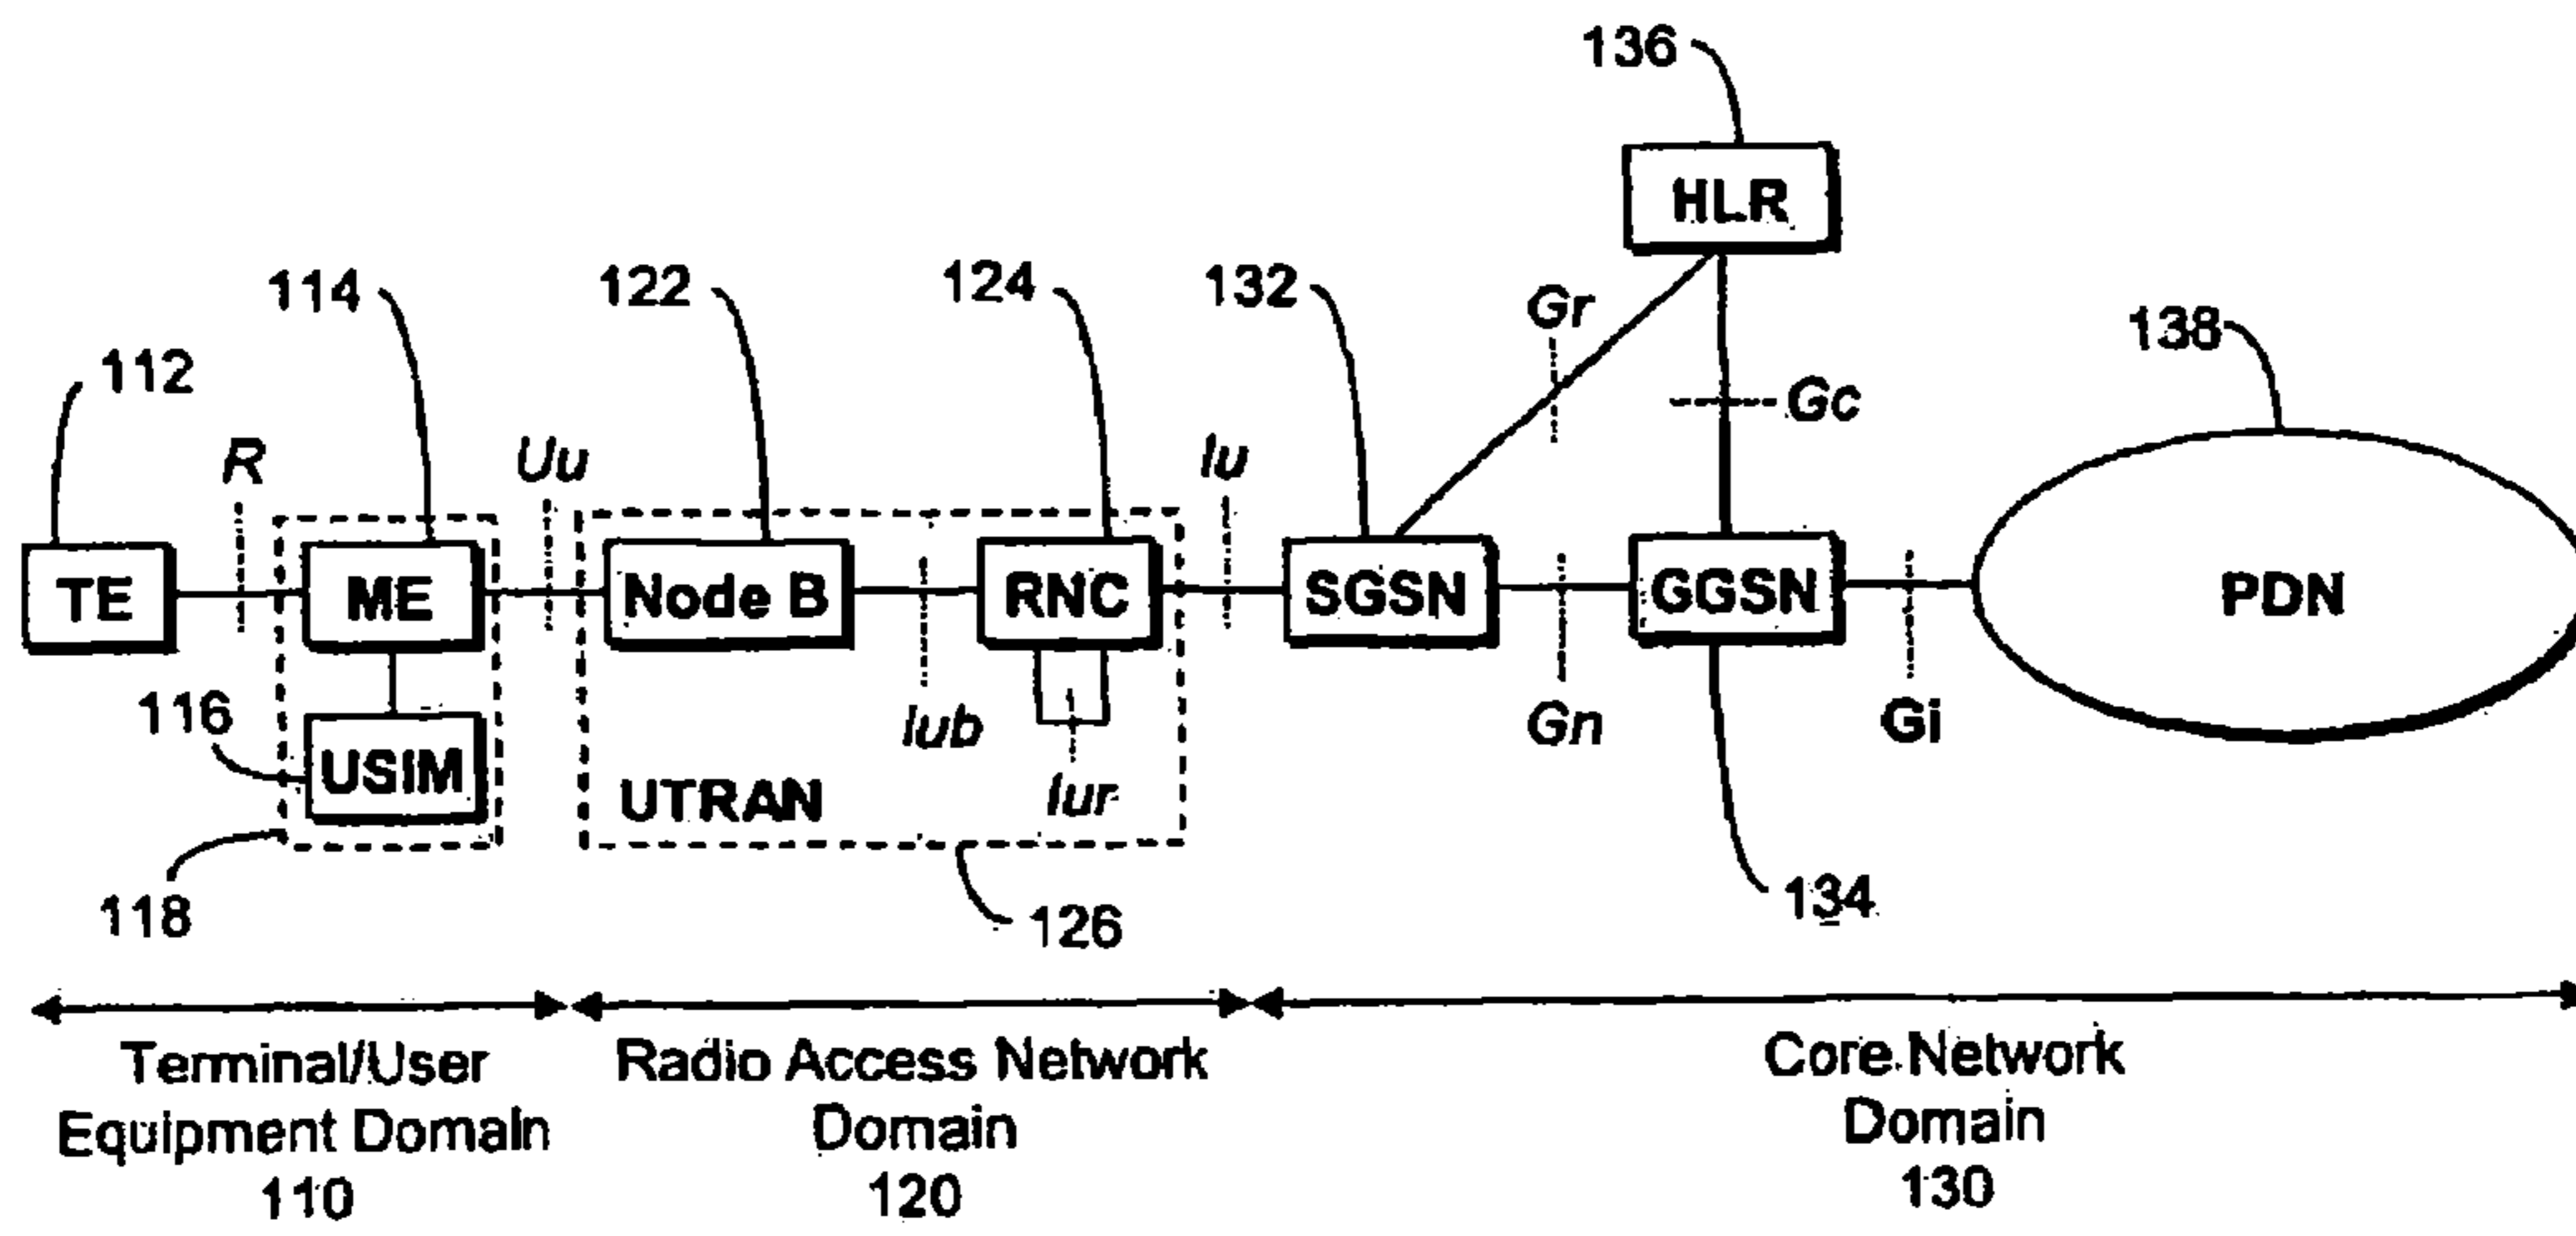 136
HLR
114
122
124
132
Gr
138
112
Gc
R
Uu
Iu
TE
ME
Node B
RNC
SGSN
GGSN
PDN
116
USIM
Iub
Gn
Gi
UTRAN
Iur
118
126
134
Terminal/User
Equipment Domain
110
Radio Access Network
Domain
120
Core Network
Domain
130